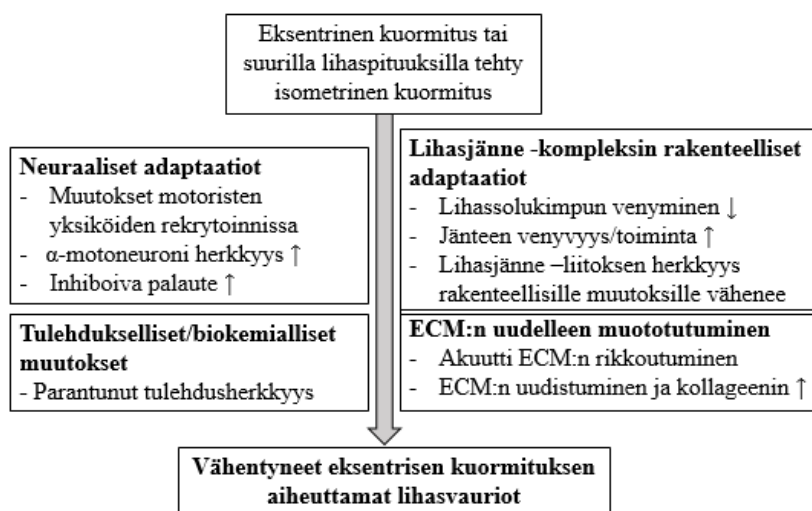 Eksentrinen kuormitus tai
suurilla lihaspituuksilla tehty
isometrinen kuormitus
Neuraaliset adaptaatiot
- Muutokset motoristen
yksiköiden rekrytoinnissa
- α-motoneuroni herkkyys ↑
- Inhiboiva palaute ↑
Tulehdukselliset/biokemialliset
muutokset
- Parantunut tulehdusherkkyys
Lihasjänne -kompleksin rakenteelliset
adaptaatiot
- Lihassolukimpun venyminen ↓
- Jänteen venyvyys/toiminta ↑
- Lihasjänne –liitoksen herkkyys
rakenteellisille muutoksille vähenee
ECM:n uudelleen muototutuminen
- Akuutti ECM:n rikkoutuminen
- ECM:n uudistuminen ja kollageenin ↑
Vähentyneet eksentrisen kuormituksen
aiheuttamat lihasvauriot